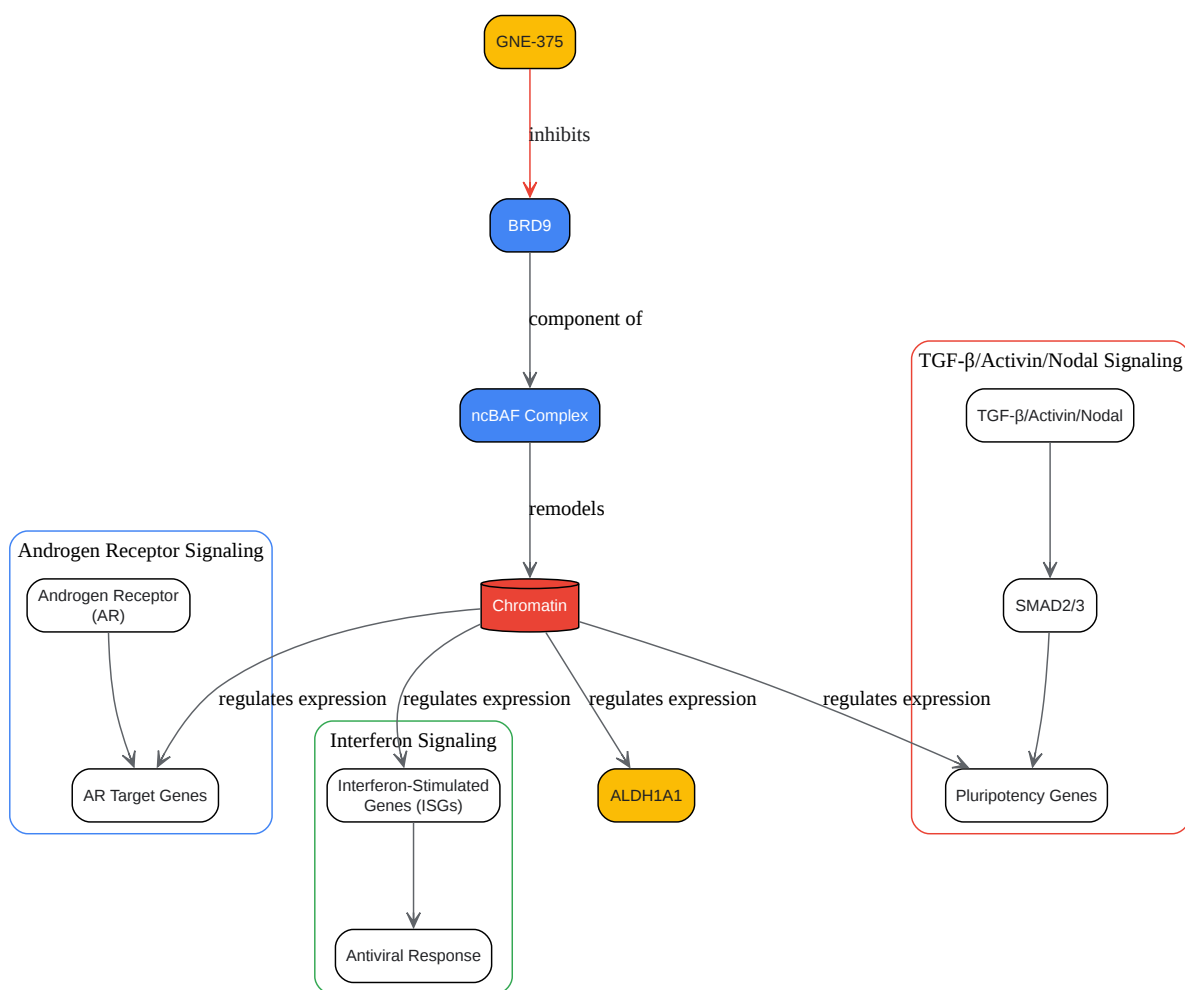 GNE-375
inhibits
BRD9
component of
TGF-β/Activin/Nodal Signaling
ncBAF Complex
TGF-β/Activin/Nodal
remodels
Androgen Receptor Signaling
Androgen Receptor
(AR)
Chromatin
SMAD2/3
regulates expression
regulates expression
regulates expression
regulates expression
Interferon Signaling
AR Target Genes
Interferon-Stimulated
Genes (ISGs)
ALDH1A1
Pluripotency Genes
Antiviral Response